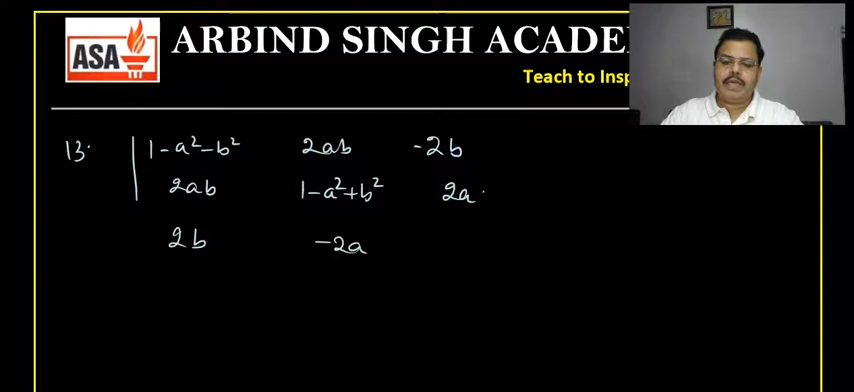 ASA
ARBIND SINGH ACADE
Teach to Insp
13. | 1-a²-b² 2ab -2b
2ab 1-a²+b² 2a
2b -2a